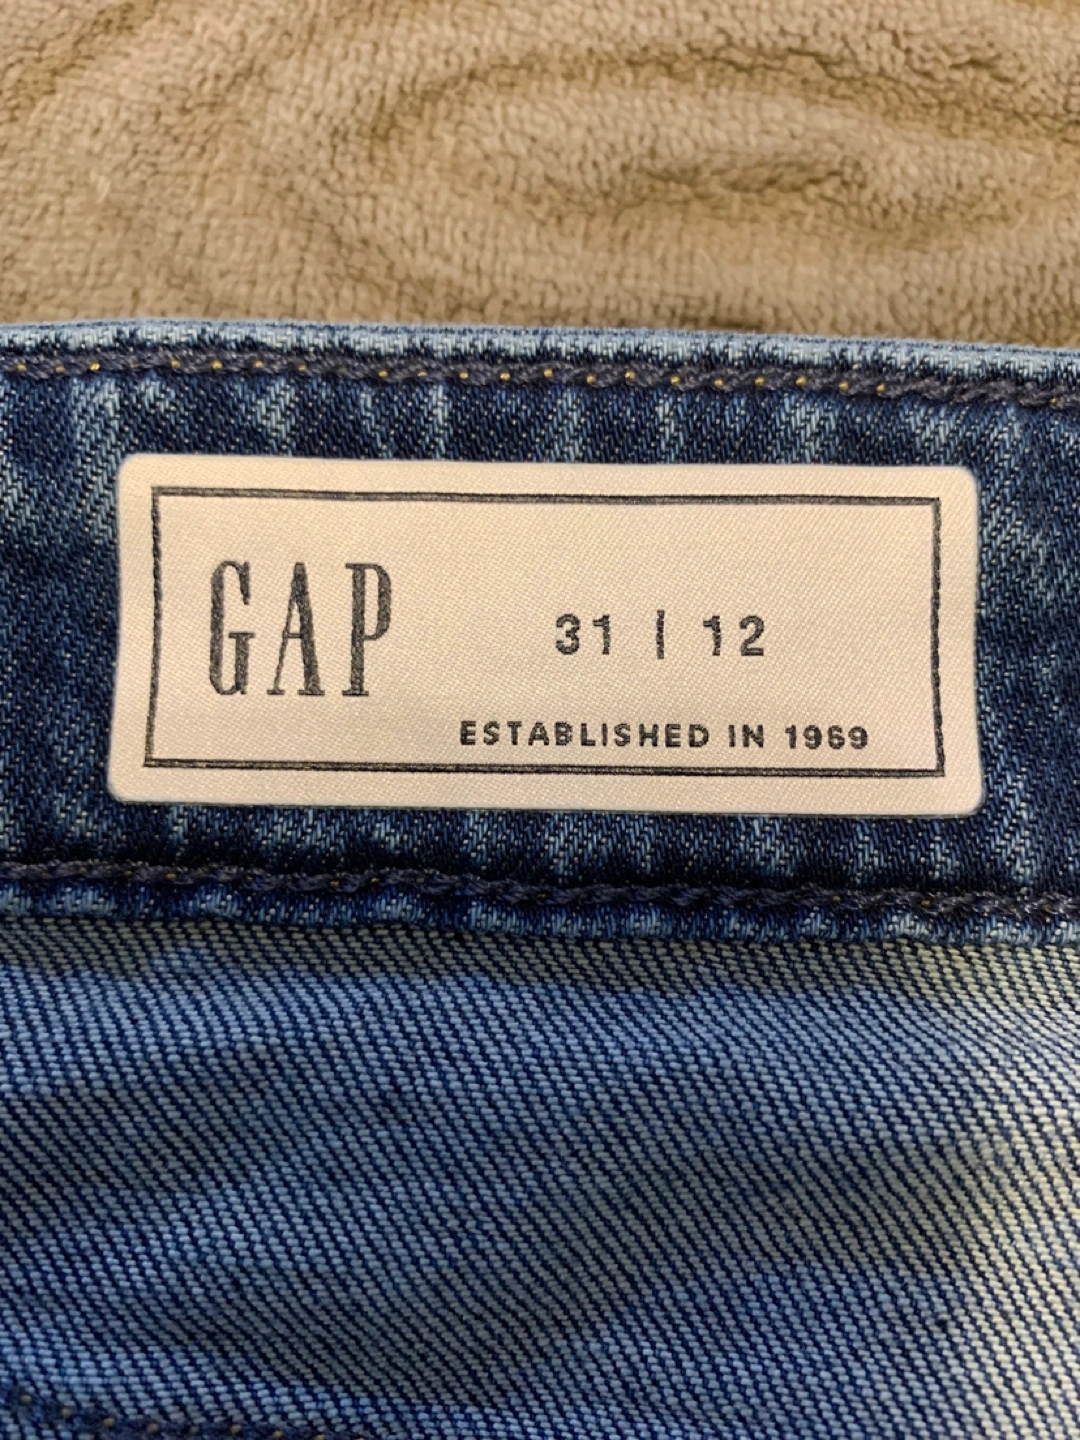 GAP
31 | 12
ESTABLISHED IN 1969